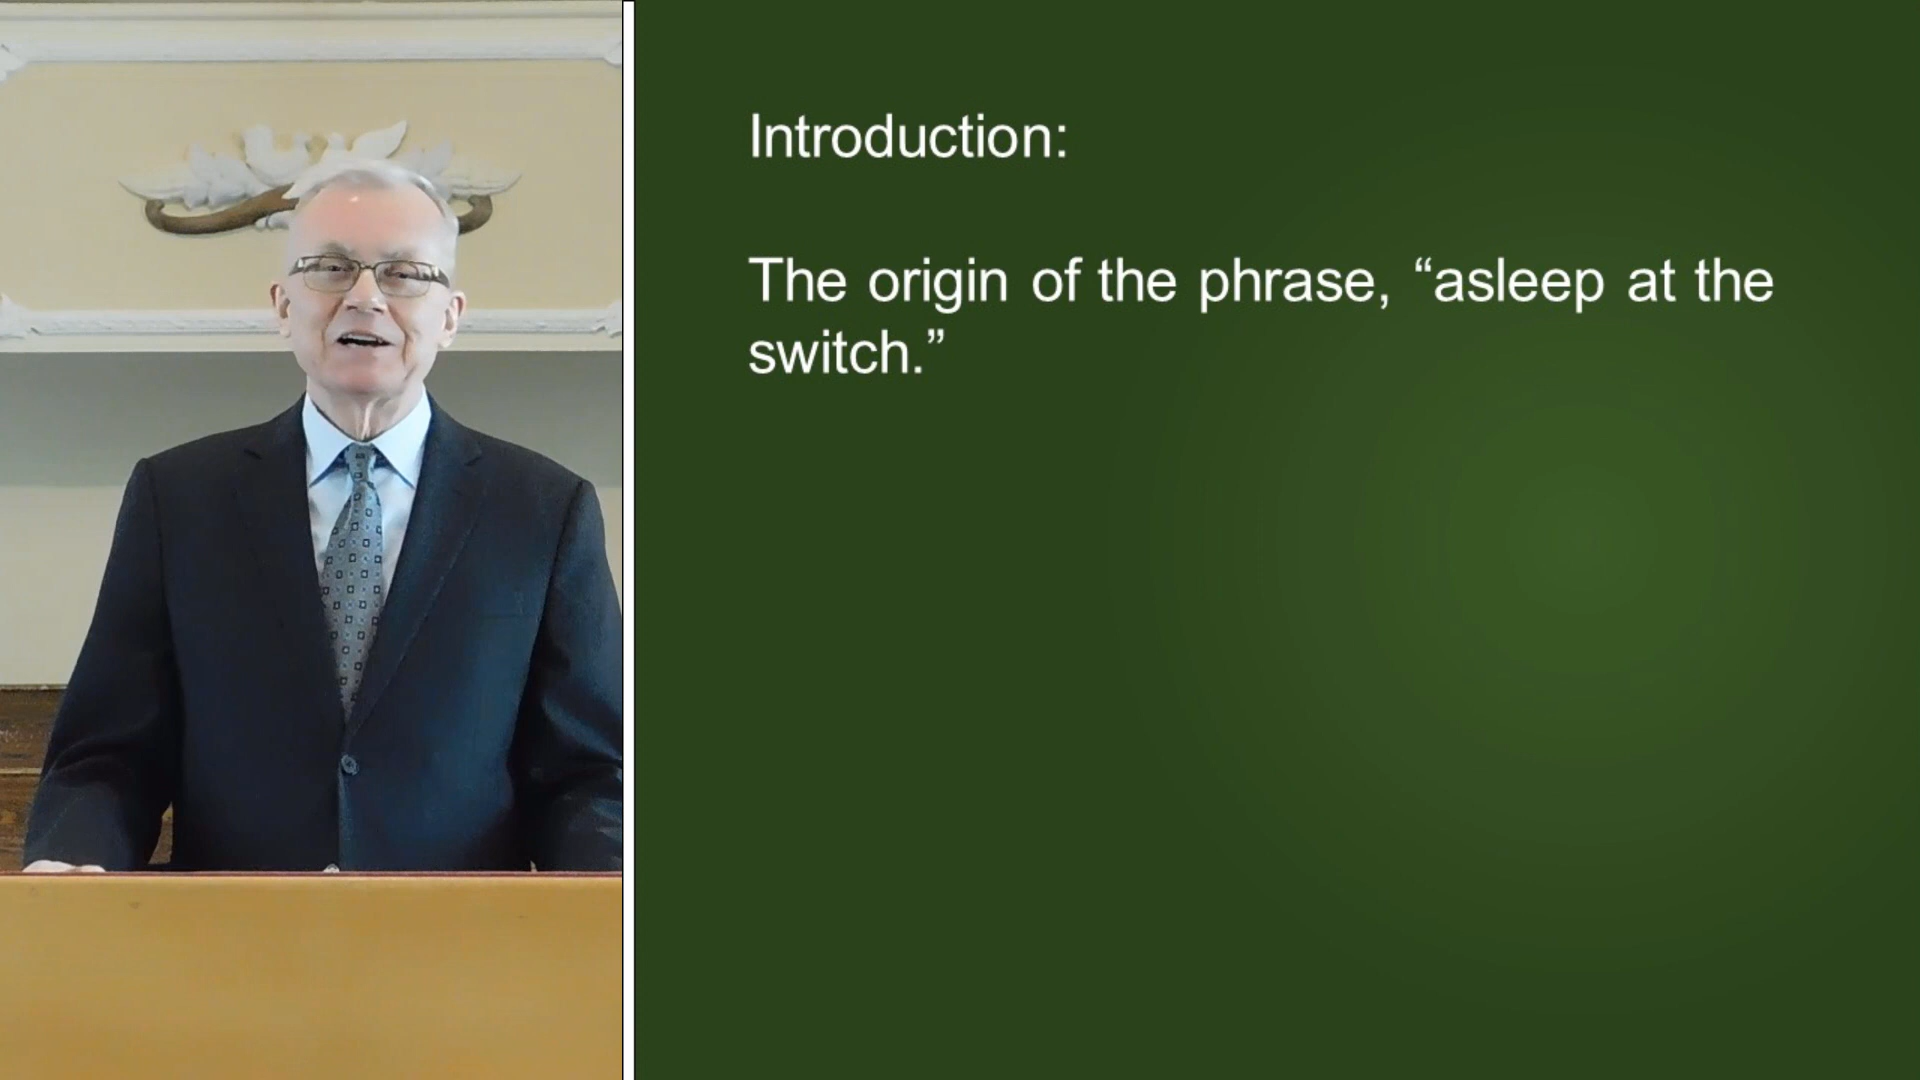 Introduction:
The origin of the phrase, “asleep at the
switch.”